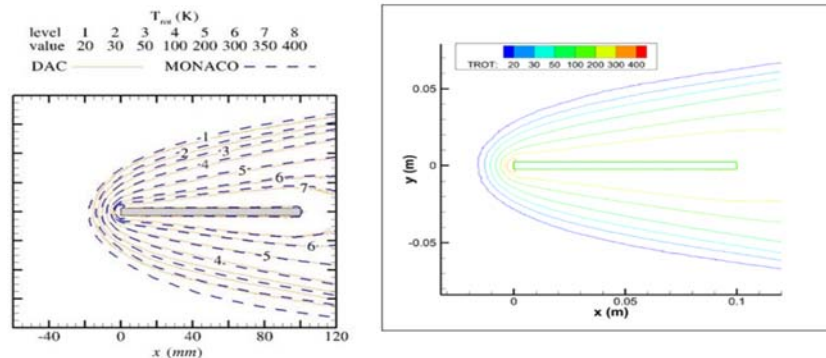 T_rot (K)
level 1 2 3 4 5 6 7 8
value 20 30 50 100 200 300 350 400
DAC MONACO
1
2
3
4
5
6
7
6
5
4
-40 0 40 80 120
x (mm)
TROT: 20 30 50 100 200 300 400
0.05
0
-0.05
y (m)
0 0.05 0.1
x (m)